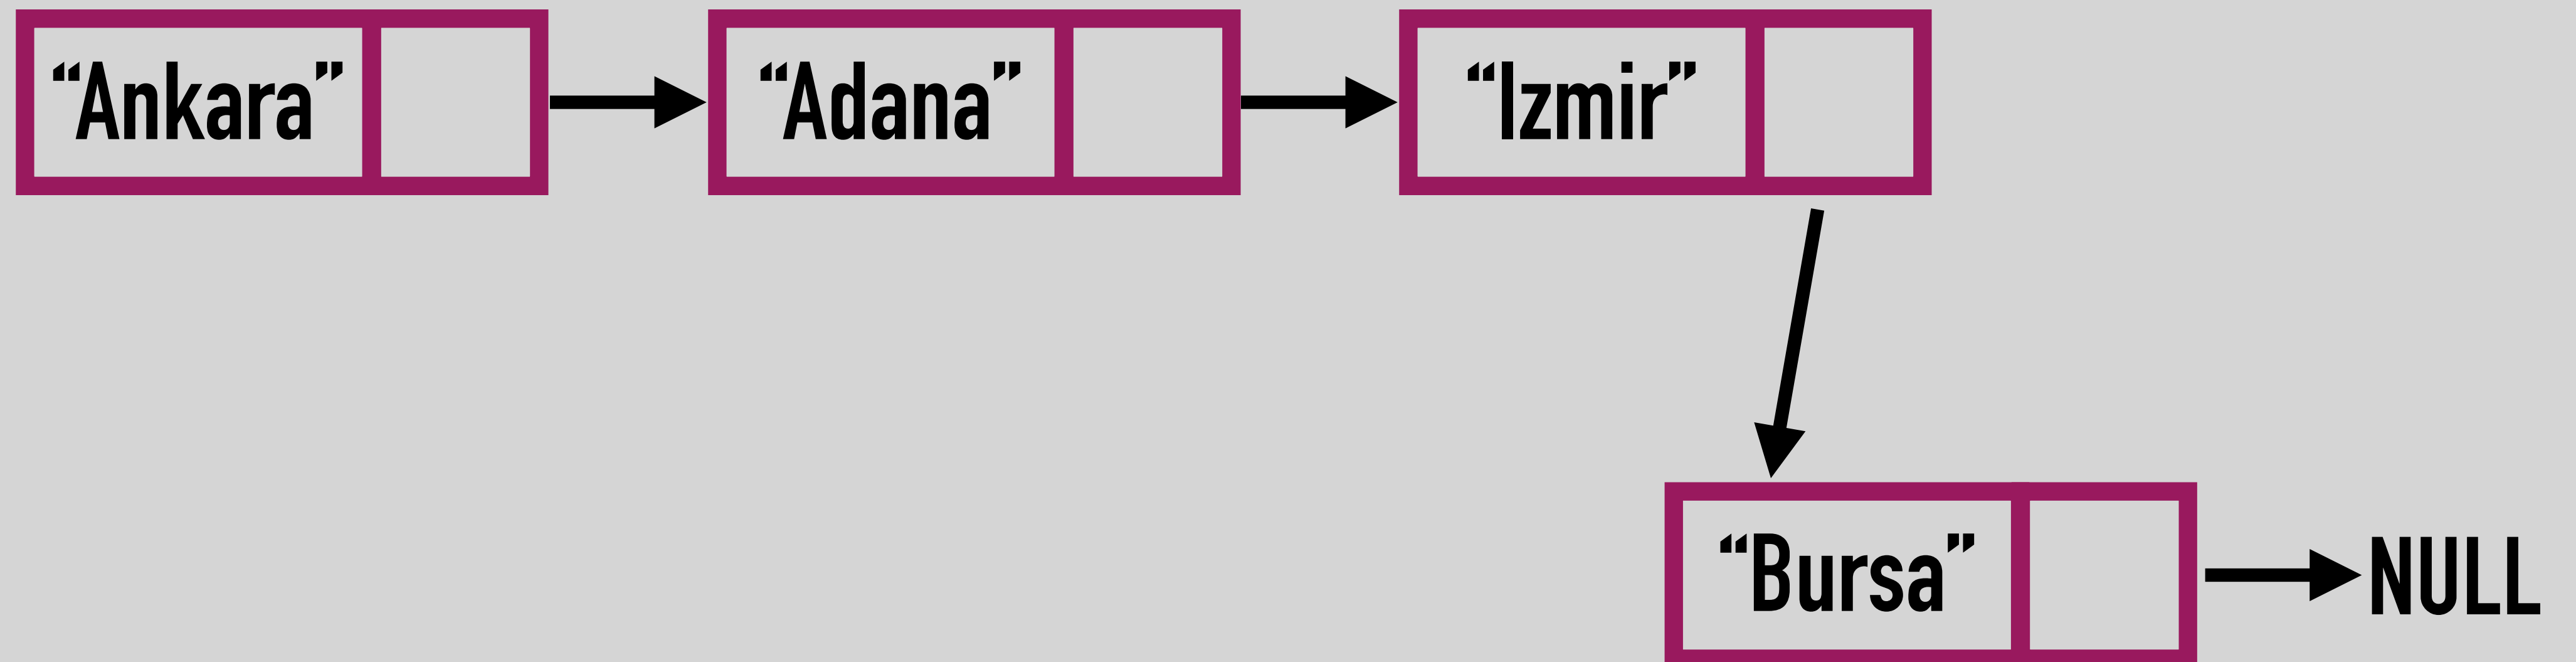 “Ankara” “Adana” “Izmir”
“Bursa” NULL